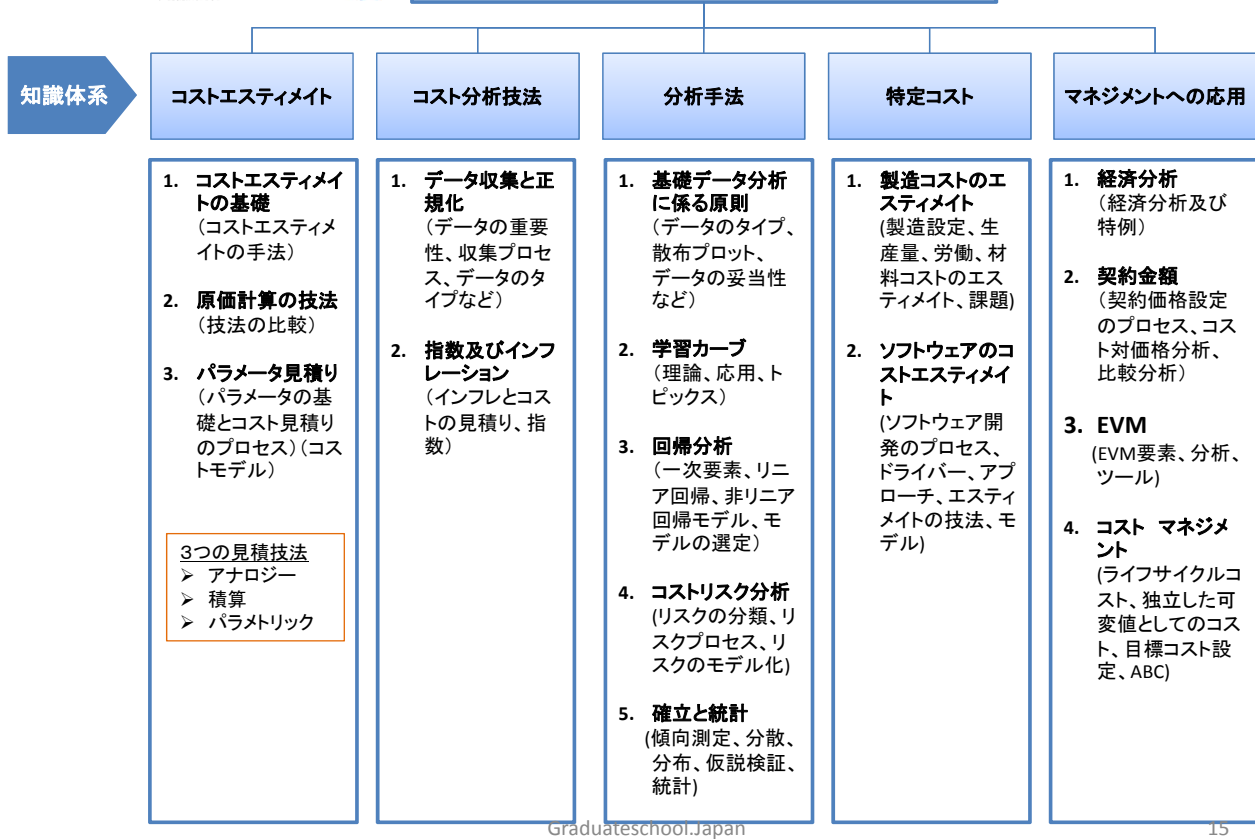 知識体系
コストエスティメイト
コスト分析技法
分析手法
特定コスト
マネジメントへの応用
1. コストエスティメイ
トの基礎
（コストエスティメ
イトの手法）
2. 原価計算の技法
（技法の比較）
3. パラメータ見積り
（パラメータの基
礎とコスト見積り
のプロセス）（コス
トモデル）
3つの見積技法
➢ アナロジー
➢ 積算
➢ パラメトリック
1. データ収集と正
規化
（データの重要
性、収集プロセ
ス、データのタ
イプなど）
2. 指数及びインフ
レーション
（インフレとコス
トの見積り、指
数）
1. 基礎データ分析
に係る原則
（データのタイプ、
散布プロット、
データの妥当性
など）
2. 学習カーブ
（理論、応用、ト
ピックス）
3. 回帰分析
（一次要素、リニ
ア回帰、非リニア
回帰モデル、モ
デルの選定）
4. コストリスク分析
(リスクの分類、リ
スクプロセス、リ
スクのモデル化)
5. 確立と統計
(傾向測定、分散、
分布、仮説検証、
統計)
1. 製造コストのエ
スティメイト
(製造設定、生
産量、労働、材
料コストのエス
ティメイト、課題)
2. ソフトウェアのコ
ストエスティメイ
ト
(ソフトウェア開
発のプロセス、
ドライバー、アプ
ローチ、エスティ
メイトの技法、モ
デル)
1. 経済分析
（経済分析及び
特例）
2. 契約金額
（契約価格設定
のプロセス、コス
ト対価格分析、
比較分析）
3. EVM
(EVM要素、分析、
ツール)
4. コスト マネジメ
ント
(ライフサイクルコ
スト、独立した可
変値としてのコス
ト、目標コスト設
定、ABC)
Graduateschool.Japan
15